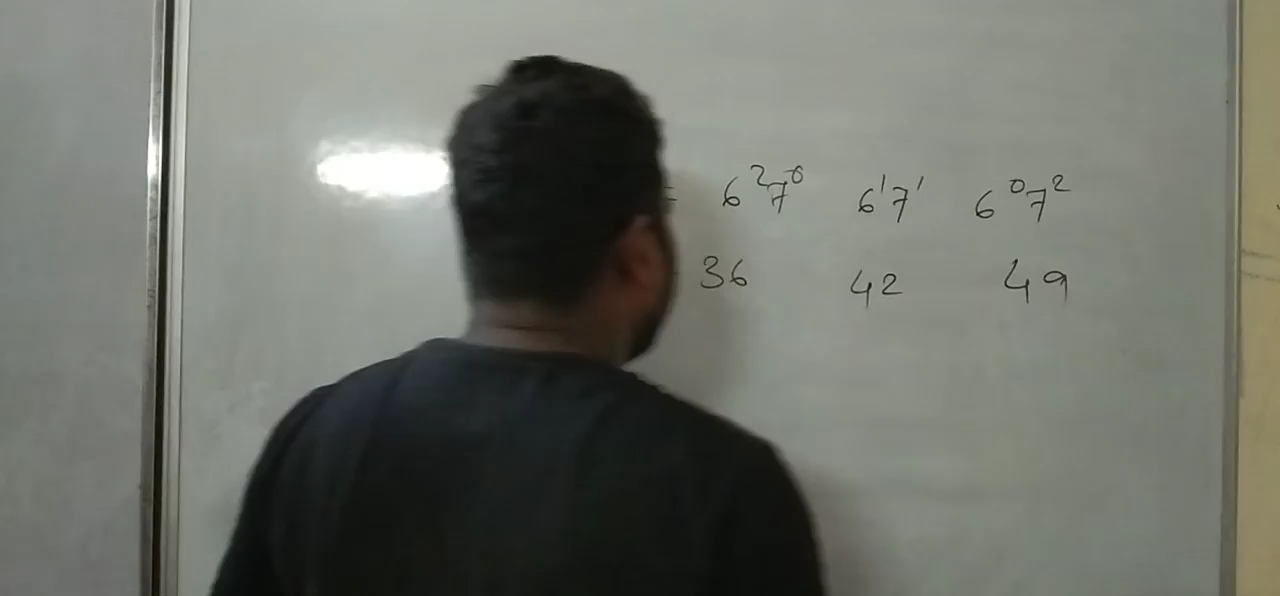 = 6²7⁰ 6¹7¹ 6⁰7²
= 36 42 49